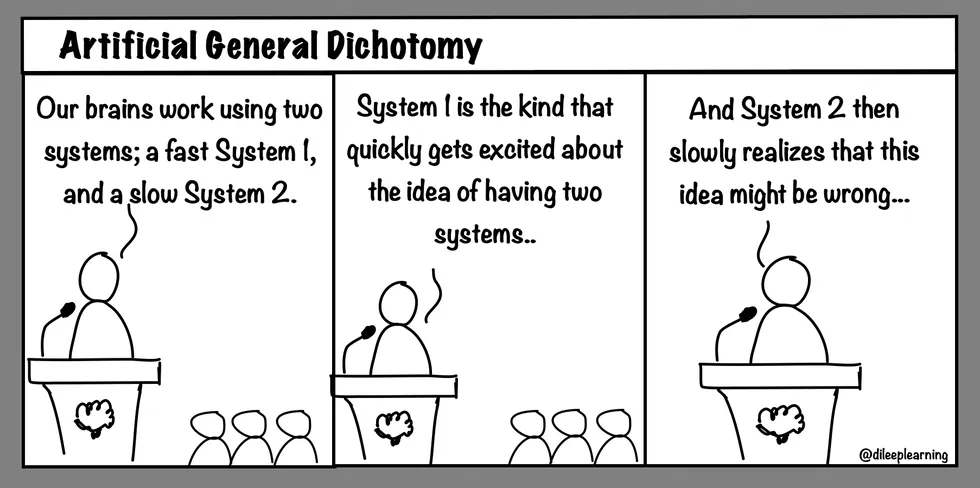 Artificial General Dichotomy
Our brains work using two
systems; a fast System 1,
and a slow System 2.
System 1 is the kind that
quickly gets excited about
the idea of having two
systems..
And System 2 then
slowly realizes that this
idea might be wrong...
@dileeplearning